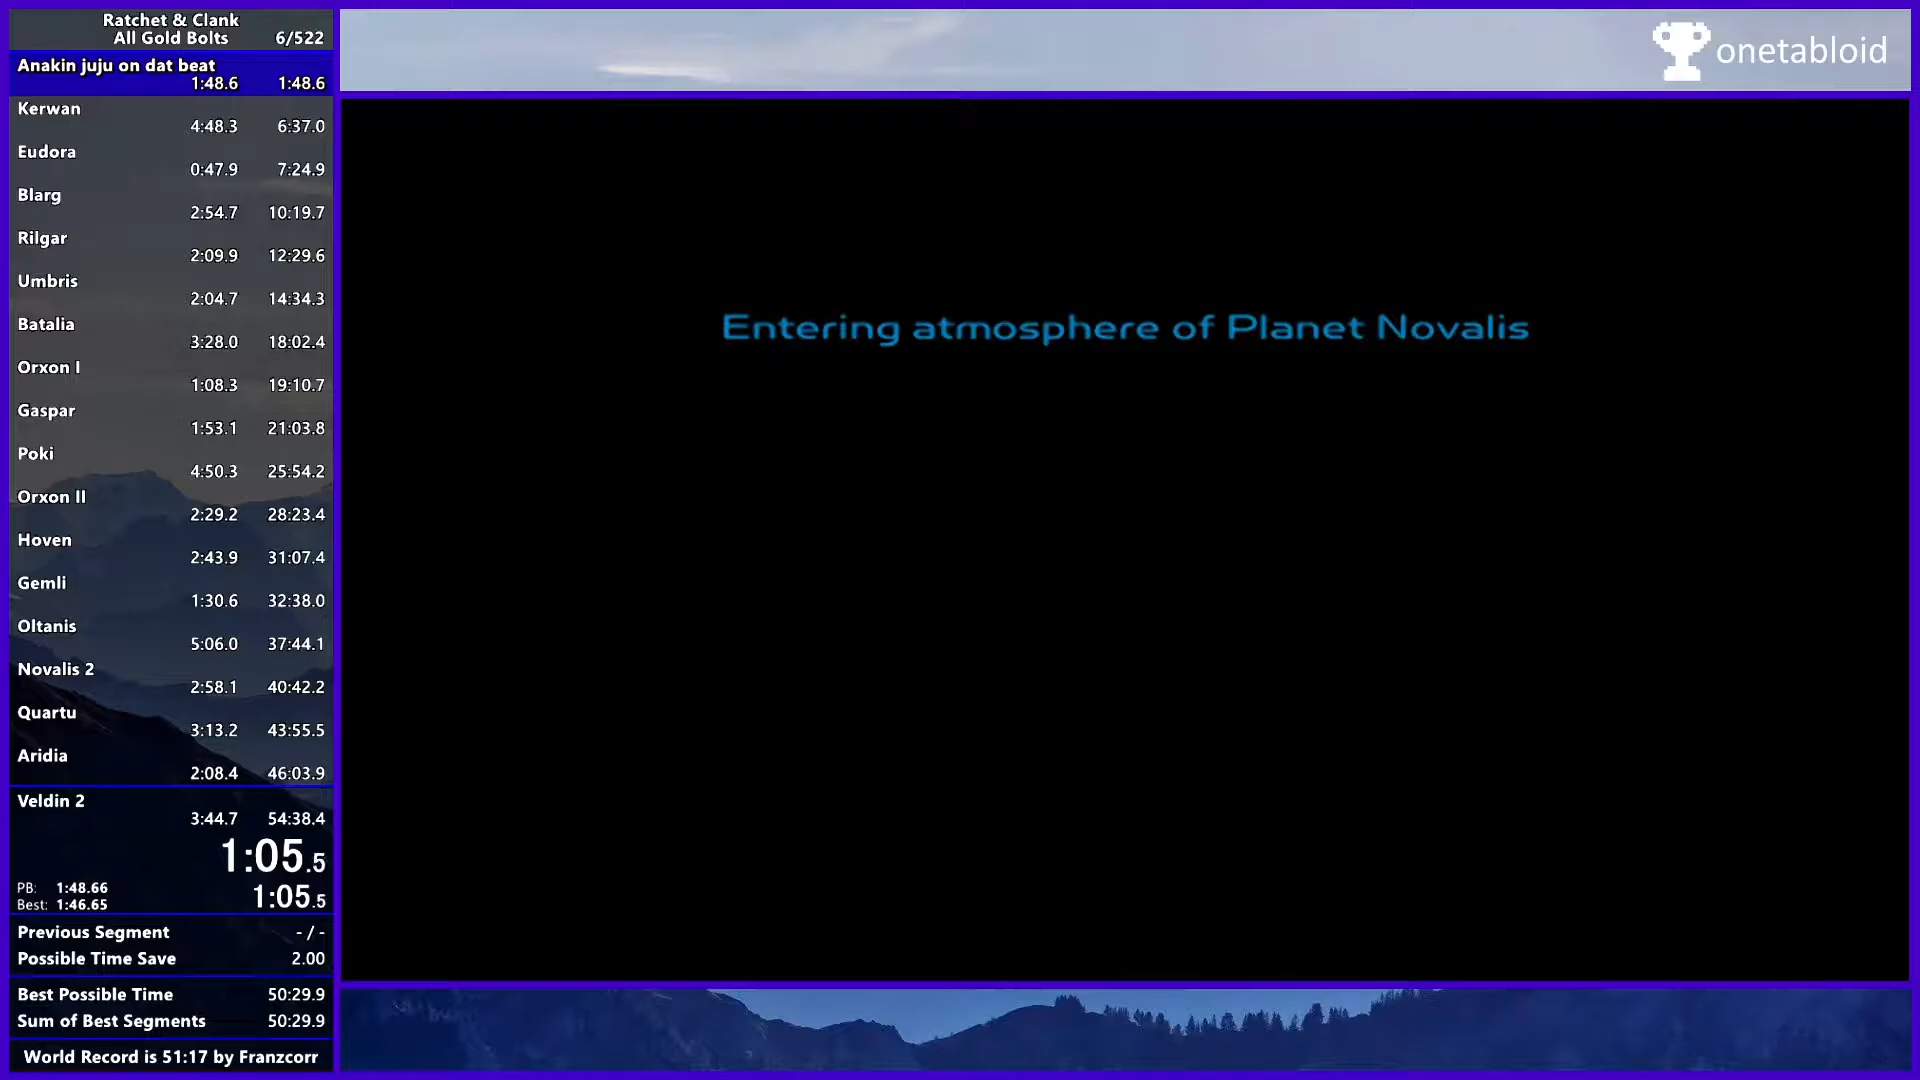 Ratchet & Clank
All Gold Bolts 6/522
Anakin juju on dat beat
1:48.6 1:48.6
Kerwan
4:48.3 6:37.0
Eudora
0:47.9 7:24.9
Blarg
2:54.7 10:19.7
Rilgar
2:09.9 12:29.6
Umbris
2:04.7 14:34.3
Batalia
3:28.0 18:02.4
Orxon I
1:08.3 19:10.7
Gaspar
1:53.1 21:03.8
Poki
4:50.3 25:54.2
Orxon II
2:29.2 28:23.4
Hoven
2:43.9 31:07.4
Gemli
1:30.6 32:38.0
Oltanis
5:06.0 37:44.1
Novalis 2
2:58.1 40:42.2
Quartu
3:13.2 43:55.5
Aridia
2:08.4 46:03.9
Veldin 2
3:44.7 54:38.4
1:05.5
PB: 1:48.66
Best: 1:46.65
1:05.5
Previous Segment - / -
Possible Time Save 2.00
Best Possible Time 50:29.9
Sum of Best Segments 50:29.9
World Record is 51:17 by Franzcorr
onetabloid
Entering atmosphere of Planet Novalis